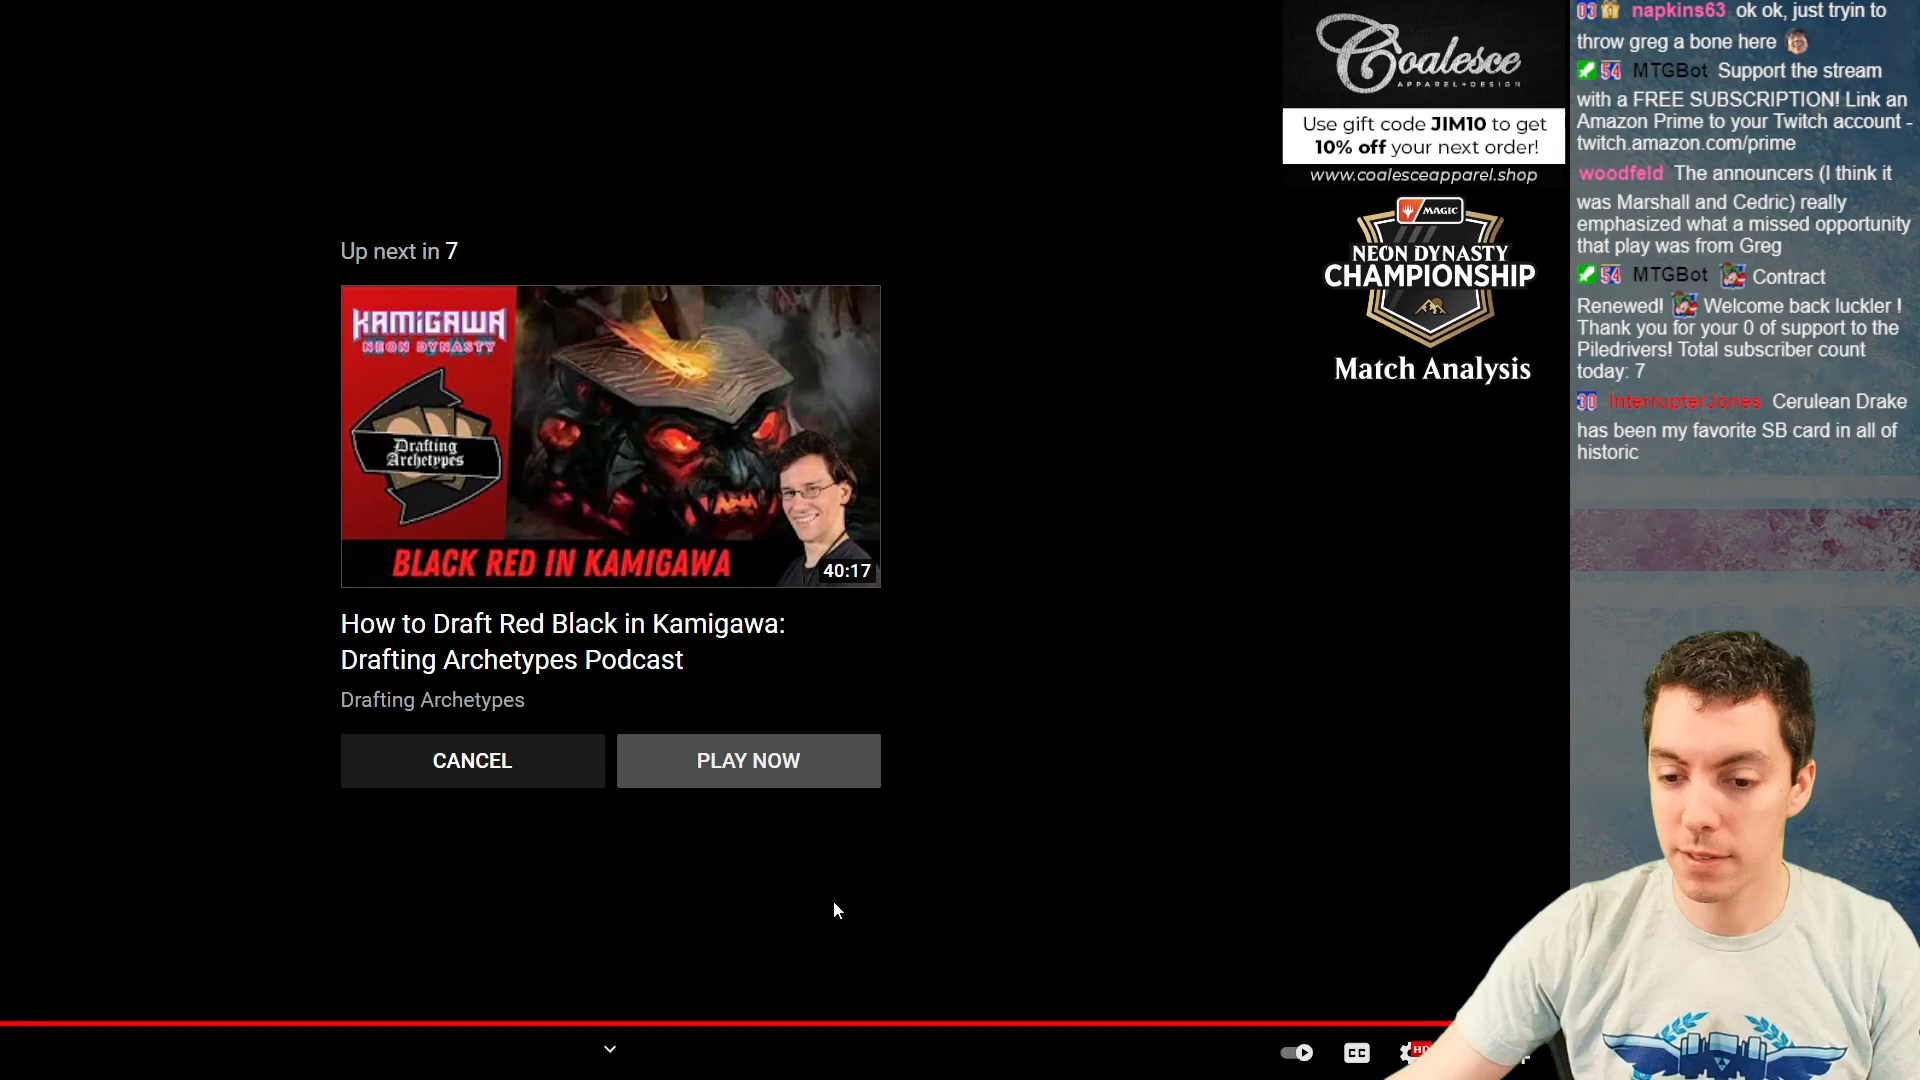 Up next in 7
KAMIGAWA
NEON DYNASTY
Drafting
Archetypes
BLACK RED IN KAMIGAWA
40:17
How to Draft Red Black in Kamigawa:
Drafting Archetypes Podcast
Drafting Archetypes
CANCEL
PLAY NOW
CC
HD
Coalesce
APPAREL+DESIGN
Use gift code JIM10 to get
10% off your next order!
www.coalesceapparel.shop
MAGIC
NEON DYNASTY
CHAMPIONSHIP
Match Analysis
03 napkins63 ok ok, just tryin to
throw greg a bone here
54 MTGBot Support the stream
with a FREE SUBSCRIPTION! Link an
Amazon Prime to your Twitch account -
twitch.amazon.com/prime
woodfeld The announcers (I think it
was Marshall and Cedric) really
emphasized what a missed opportunity
that play was from Greg
54 MTGBot Contract
Renewed! Welcome back luckler !
Thank you for your 0 of support to the
Piledrivers! Total subscriber count
today: 7
30 InterrupterJones Cerulean Drake
has been my favorite SB card in all of
historic